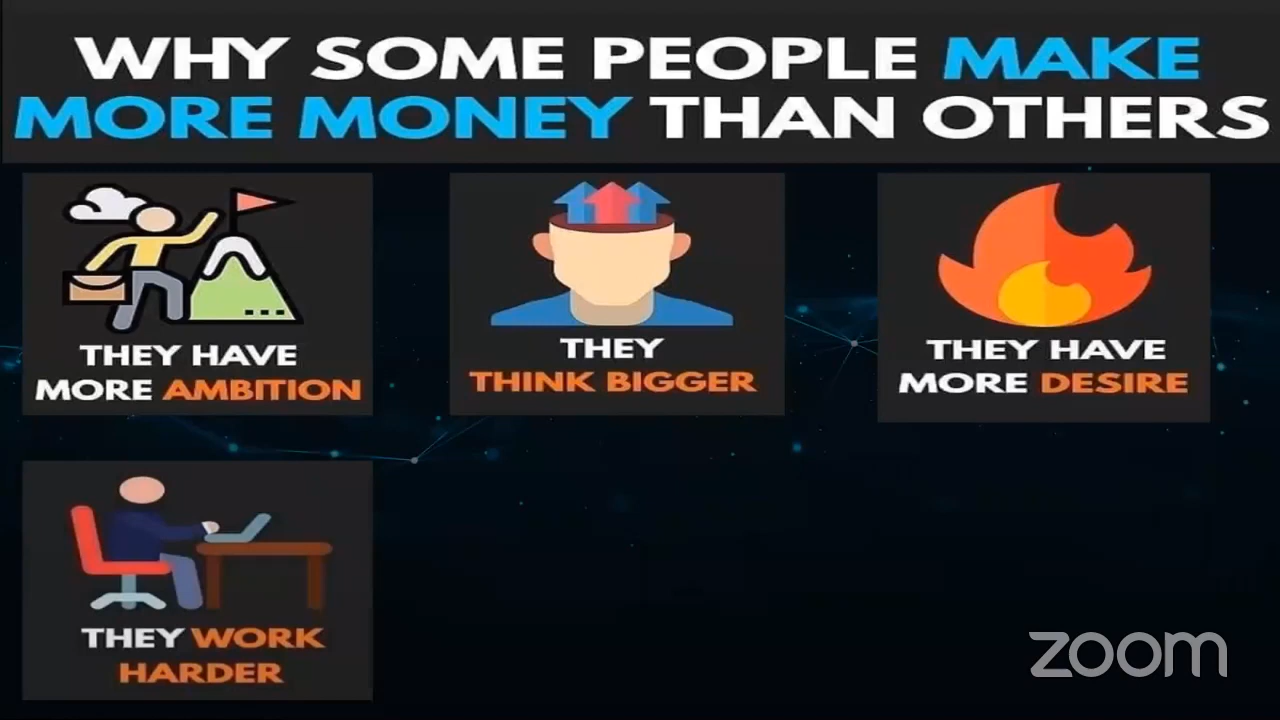 WHY SOME PEOPLE MAKE
MORE MONEY THAN OTHERS
THEY HAVE
MORE AMBITION
THEY
THINK BIGGER
THEY HAVE
MORE DESIRE
THEY WORK
HARDER
zoom